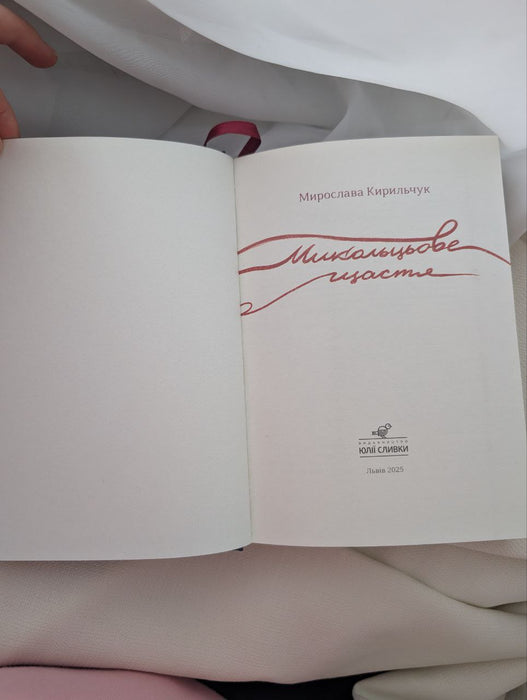 Мирослава Кирильчук
Микольцьове
щастя
ВИДАВНИЦТВО
ЮЛІЇ СЛИВКИ
Львів 2025